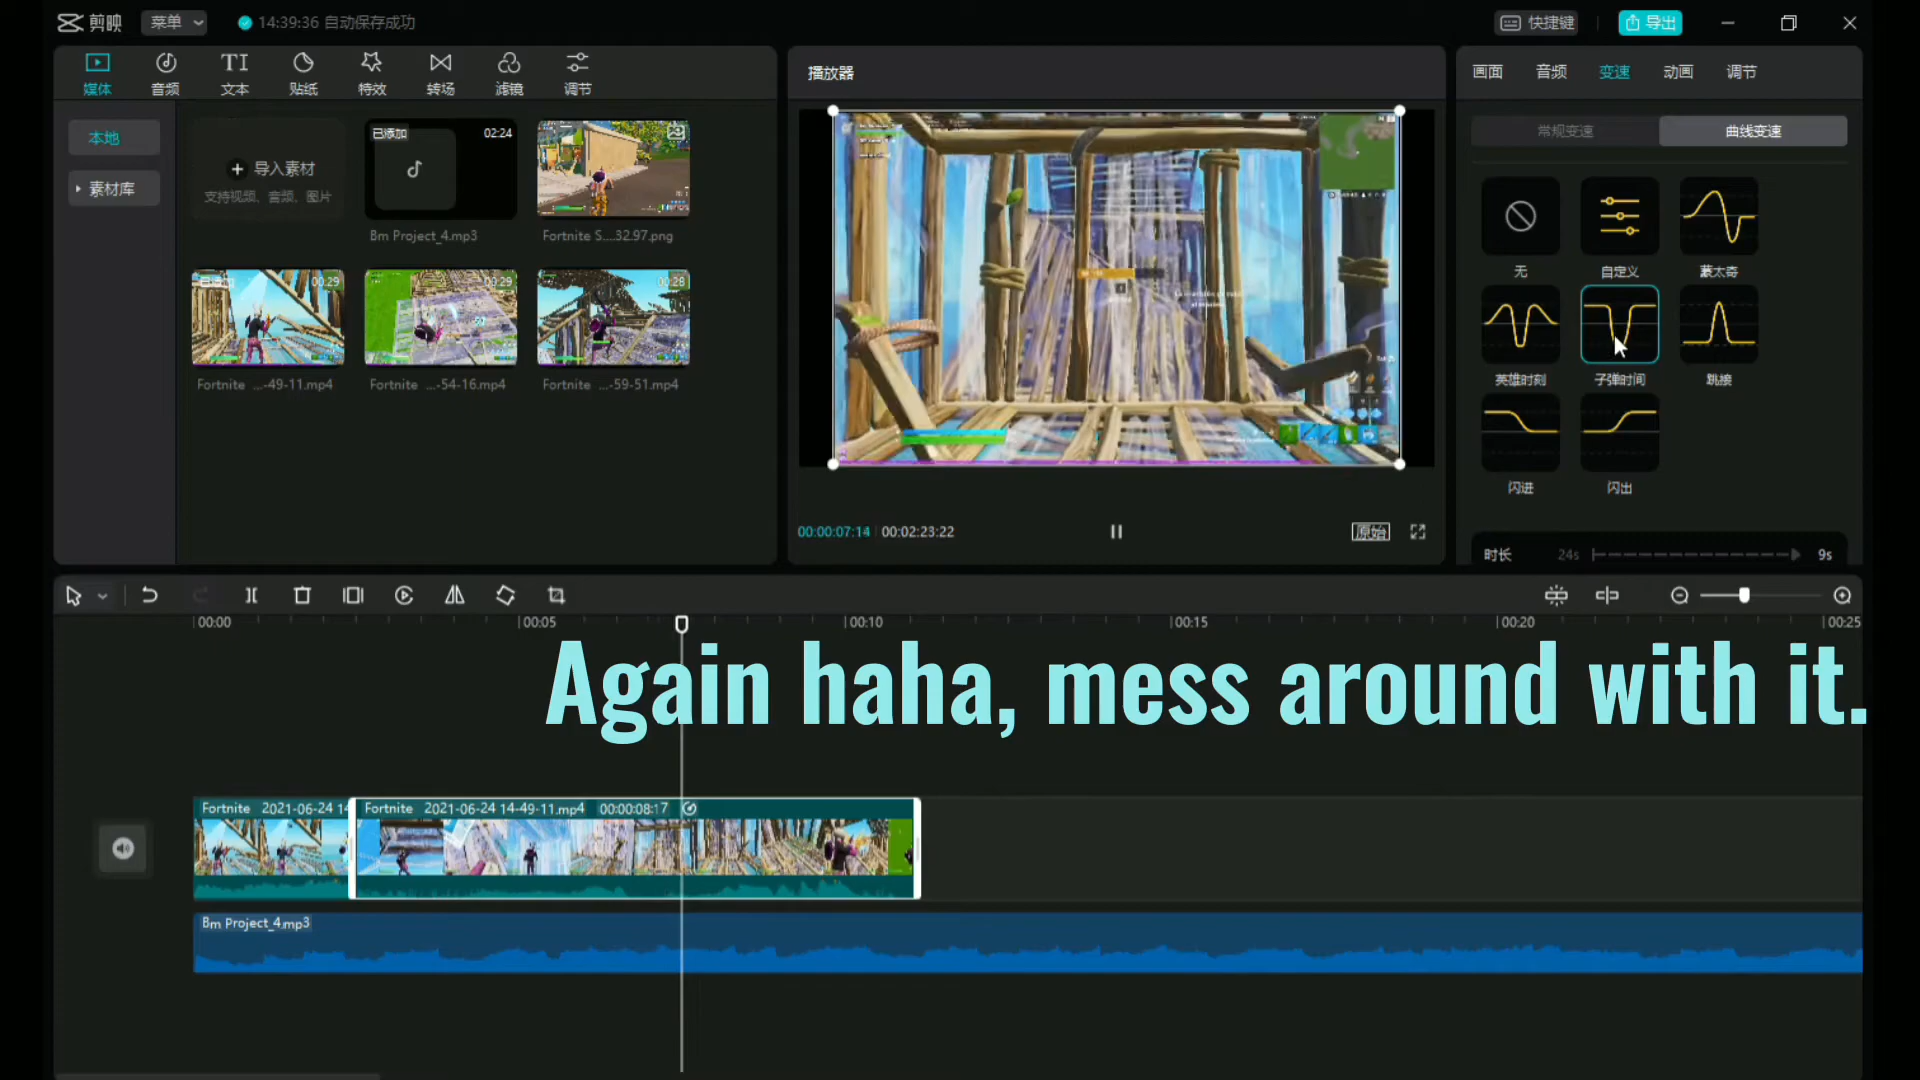 剪映
菜单
14:39:36 自动保存成功
快捷键
导出
媒体
音频
TI
文本
贴纸
特效
转场
滤镜
调节
本地
素材库
导入素材
支持视频、音频、图片
已添加
02:24
Bm Project_4.mp3
Fortnite S....32.97.png
已添加
00:29
Fortnite ...-49-11.mp4
00:29
Fortnite ...-54-16.mp4
00:28
Fortnite ...-59-51.mp4
播放器
00:00:07:14
00:02:23:22
原始
画面
音频
变速
动画
调节
常规变速
曲线变速
无
自定义
蒙太奇
英雄时刻
子弹时间
跳接
闪进
闪出
时长
24s
9s
00:00
00:05
00:10
00:15
00:20
00:25
Again haha, mess around with it.
Fortnite 2021-06-24 14
Fortnite 2021-06-24 14-49-11.mp4 00:00:08:17
Bm Project_4.mp3